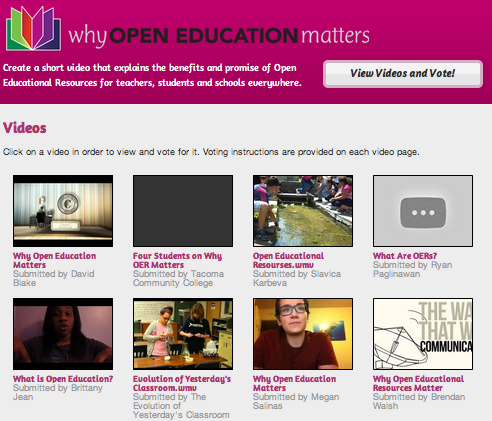 why OPEN EDUCATION matters
Create a short video that explains the benefits and promise of Open
Educational Resources for teachers, students and schools everywhere.
View Videos and Vote!
Videos
Click on a video in order to view and vote for it. Voting instructions are provided on each video page.
Why Open Education
Matters
Submitted by David
Blake
Four Students on Why
OER Matters
Submitted by Tacoma
Community College
Open Educational
Resourses.wmv
Submitted by Slavica
Karbeva
What Are OERs?
Submitted by Ryan
Paglinawan
THE WA
THAT W
COMMUNICA
What is Open Education?
Submitted by Brittany
Jean
Evolution of Yesterday's
Classroom.wmv
Submitted by The
Evolution of
Yesterday's Classroom
Why Open Education
Matters
Submitted by Megan
Salinas
Why Open Educational
Resources Matter
Submitted by Brendan
Walsh